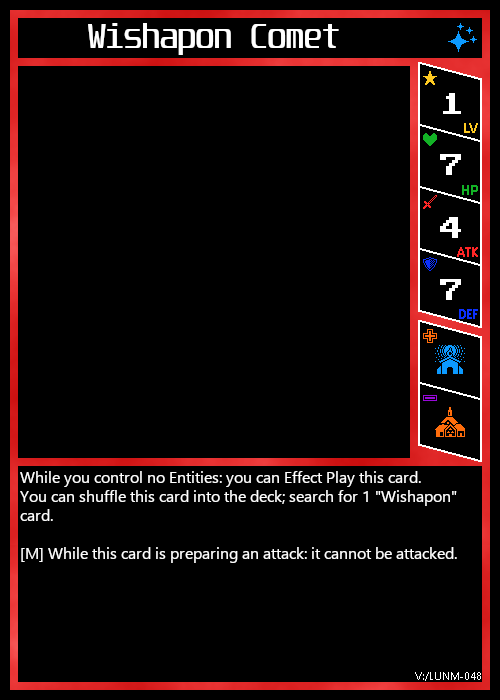 Wishapon Comet
1
LV
7
HP
4
ATK
7
DEF
While you control no Entities: you can Effect Play this card.
You can shuffle this card into the deck; search for 1 "Wishapon"
card.
[M] While this card is preparing an attack: it cannot be attacked.
V:/LUNM-048